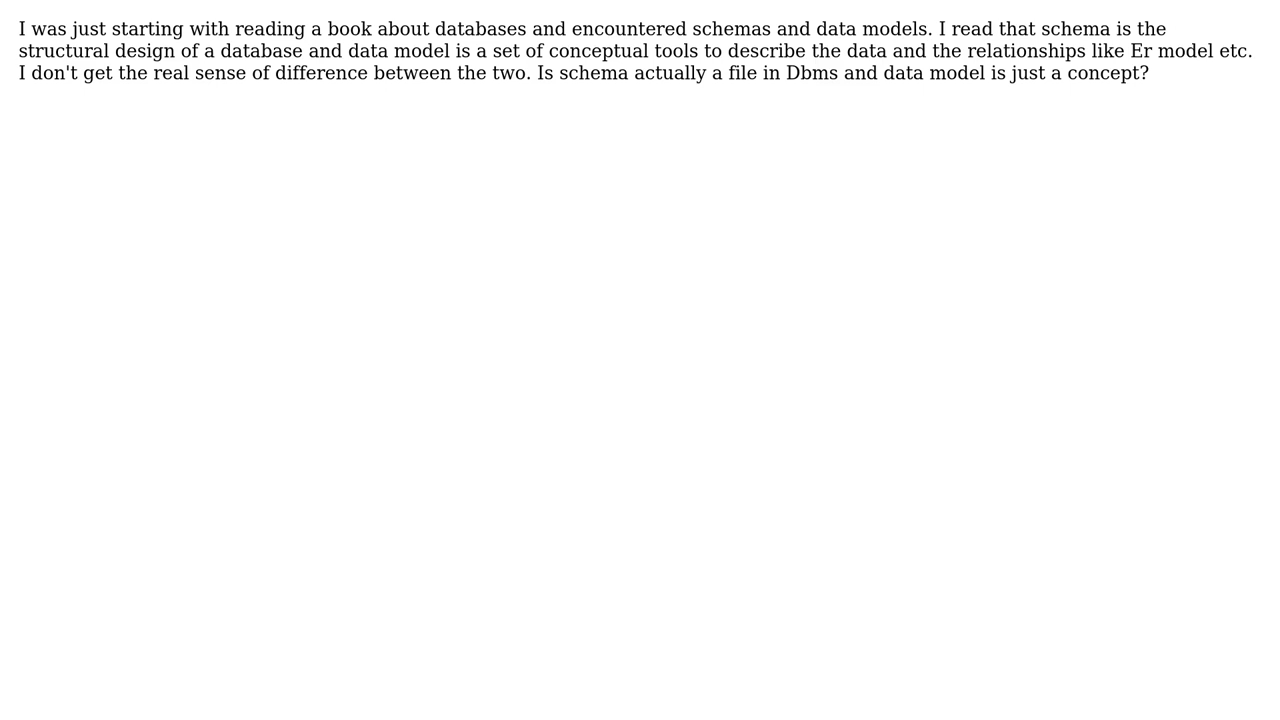 I was just starting with reading a book about databases and encountered schemas and data models. I read that schema is the
structural design of a database and data model is a set of conceptual tools to describe the data and the relationships like Er model etc.
I don't get the real sense of difference between the two. Is schema actually a file in Dbms and data model is just a concept?